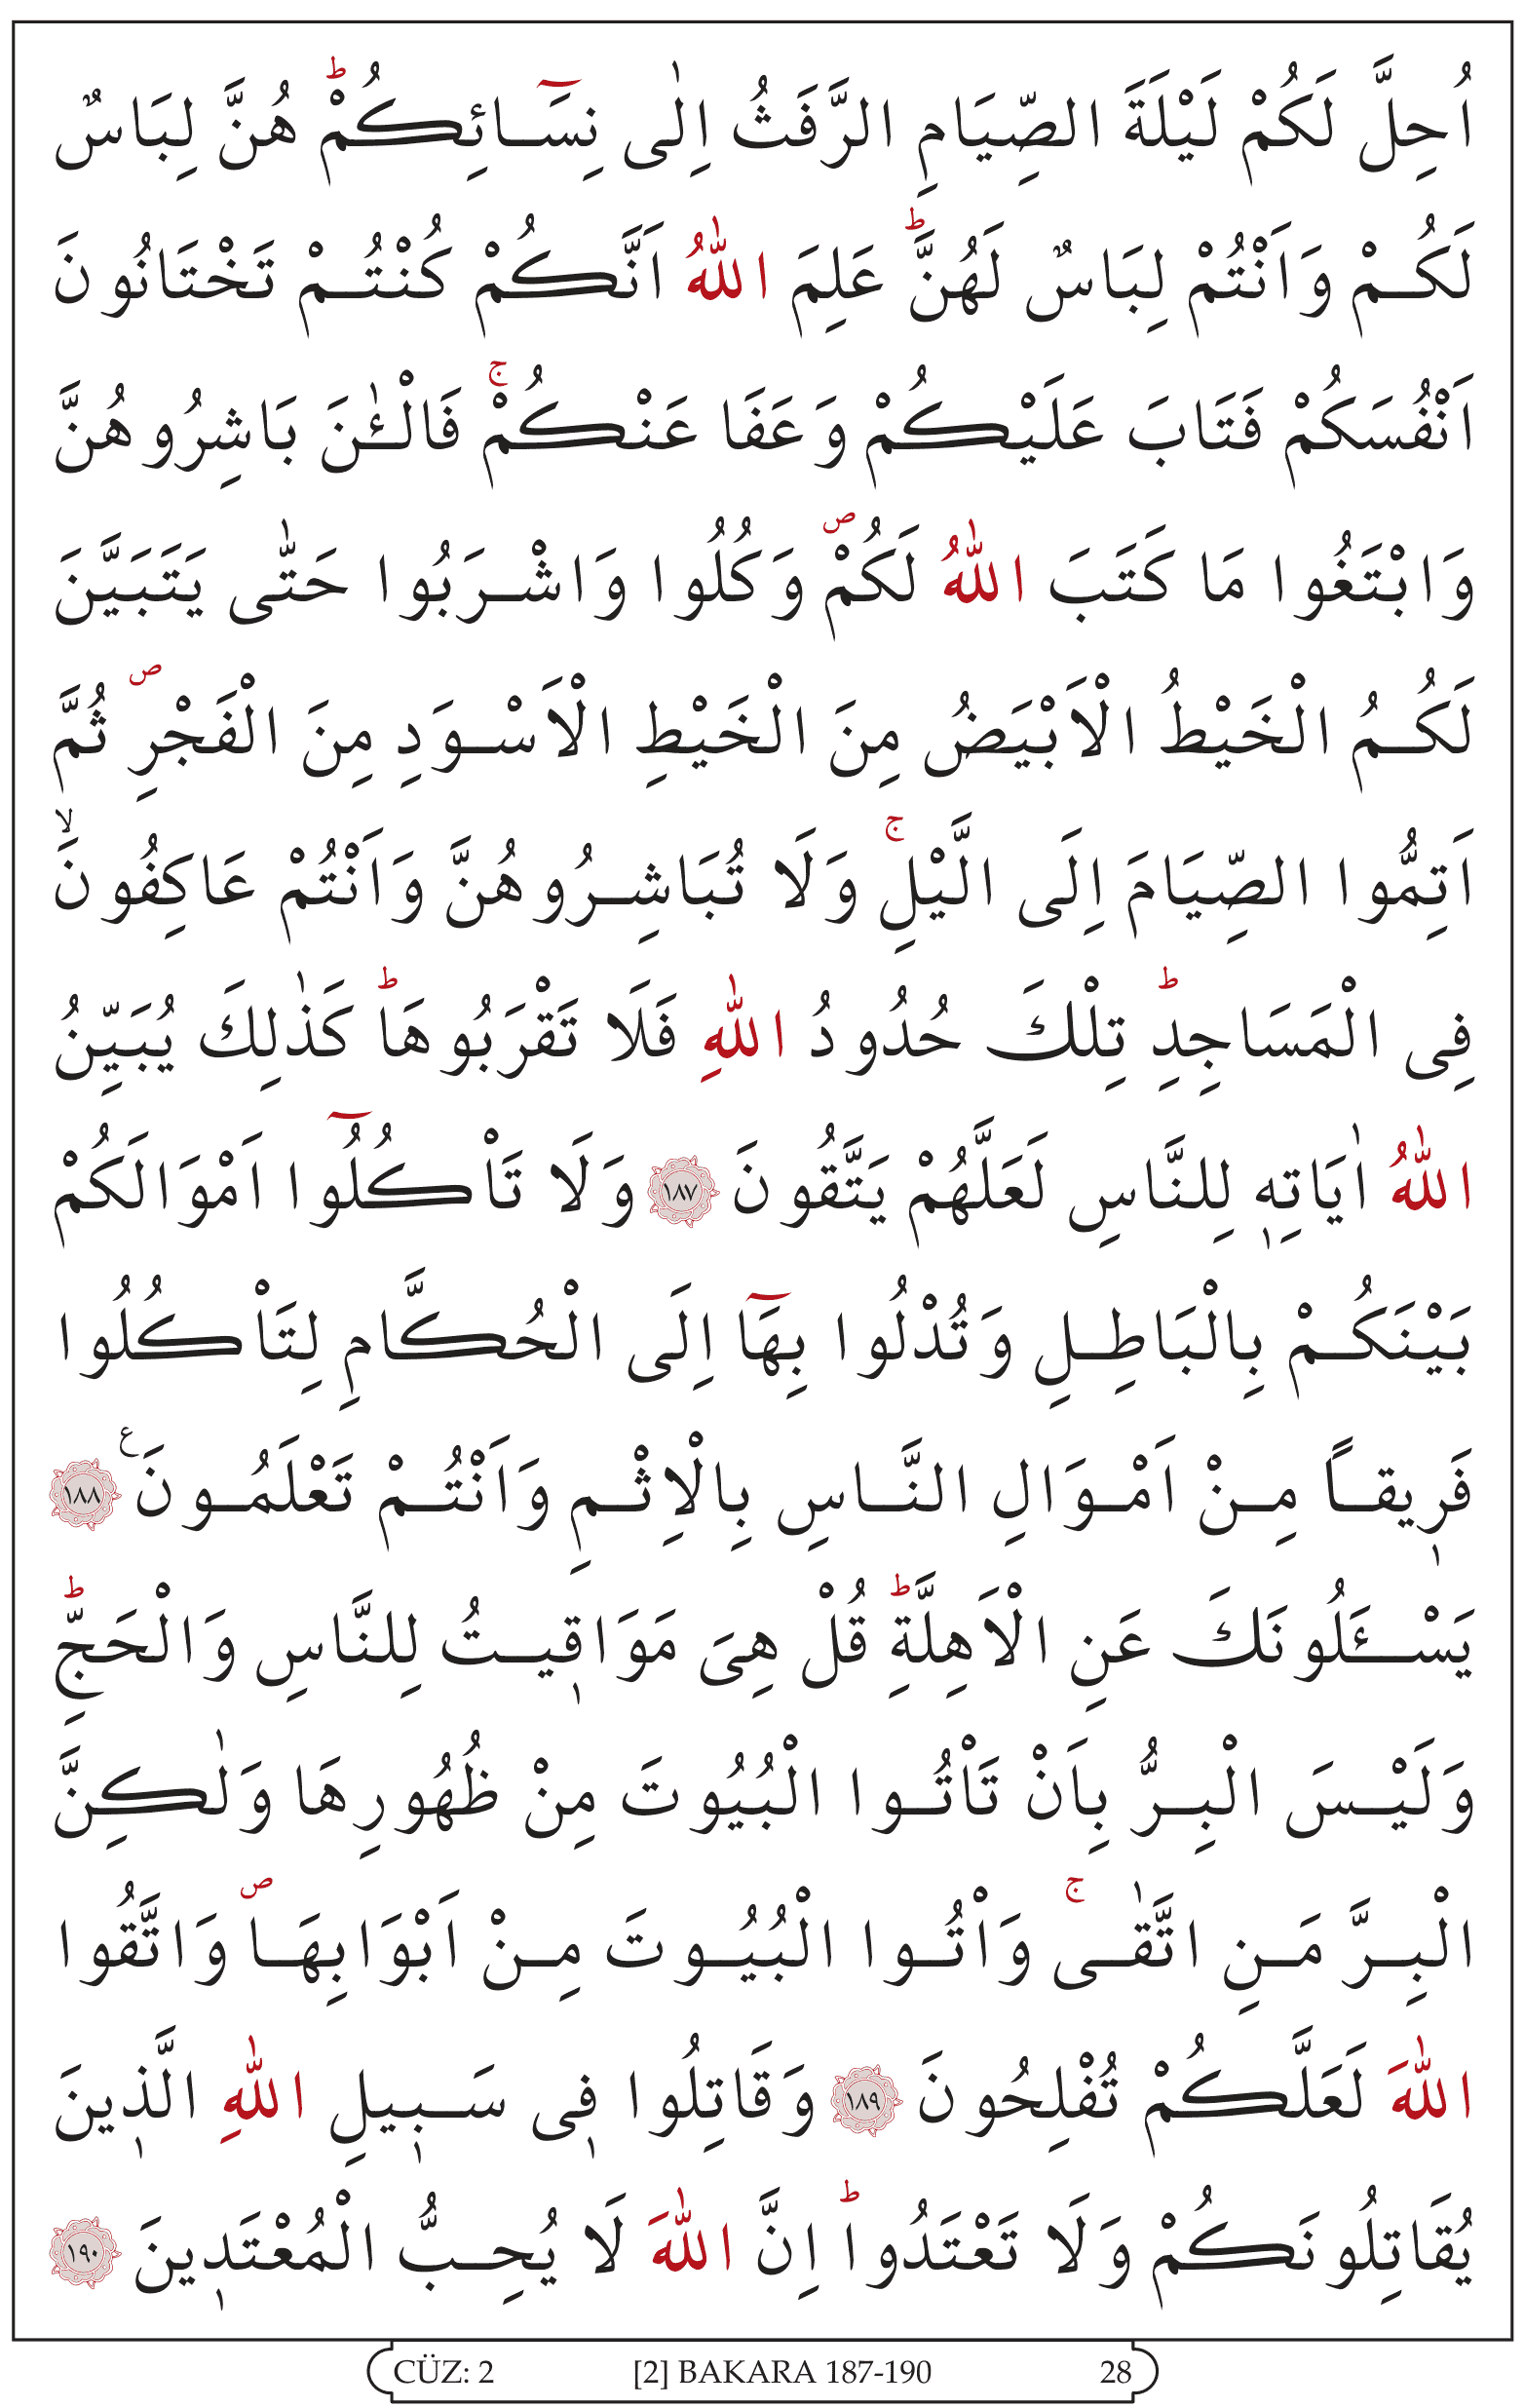 اُحِلَّ لَكُمْ لَيْلَةَ الصِّيَامِ الرَّفَثُ اِلٰى نِسَٓائِكُمْۜ هُنَّ لِبَاسٌ
لَكُمْ وَاَنْتُمْ لِبَاسٌ لَهُنَّۜ عَلِمَ اللّٰهُ اَنَّكُمْ كُنْتُمْ تَخْتَانُونَ
اَنْفُسَكُمْ فَتَابَ عَلَيْكُمْ وَعَفَا عَنْكُمْۚ فَالْـٰٔنَ بَاشِرُوهُنَّ
وَابْتَغُوا مَا كَتَبَ اللّٰهُ لَكُمْۖ وَكُلُوا وَاشْرَبُوا حَتّٰى يَتَبَيَّنَ
لَكُمُ الْخَيْطُ الْاَبْيَضُ مِنَ الْخَيْطِ الْاَسْوَدِ مِنَ الْفَجْرِۖ ثُمَّ
اَتِمُّوا الصِّيَامَ اِلَى الَّيْلِۚ وَلَا تُبَاشِرُوهُنَّ وَاَنْتُمْ عَاكِفُونَۙ
فِى الْمَسَاجِدِۜ تِلْكَ حُدُودُ اللّٰهِ فَلَا تَقْرَبُوهَاۜ كَذٰلِكَ يُبَيِّنُ
اللّٰهُ اٰيَاتِهٖ لِلنَّاسِ لَعَلَّهُمْ يَتَّقُونَ ﴿١٨٧﴾ وَلَا تَاْكُلُٓوا اَمْوَالَكُمْ
بَيْنَكُمْ بِالْبَاطِلِ وَتُدْلُوا بِهَٓا اِلَى الْحُكَّامِ لِتَاْكُلُوا
فَرٖيقاً مِنْ اَمْوَالِ النَّاسِ بِالْاِثْمِ وَاَنْتُمْ تَعْلَمُونَ ع ﴿١٨٨﴾
يَسْـَٔلُونَكَ عَنِ الْاَهِلَّةِۜ قُلْ هِىَ مَوَاقٖيتُ لِلنَّاسِ وَالْحَجِّۜ
وَلَيْسَ الْبِرُّ بِاَنْ تَاْتُوا الْبُيُوتَ مِنْ ظُهُورِهَا وَلٰكِنَّ
الْبِرَّ مَنِ اتَّقٰىۚ وَاْتُوا الْبُيُوتَ مِنْ اَبْوَابِهَاۖ وَاتَّقُوا
اللّٰهَ لَعَلَّكُمْ تُفْلِحُونَ ﴿١٨٩﴾ وَقَاتِلُوا فٖى سَبٖيلِ اللّٰهِ الَّذٖينَ
يُقَاتِلُونَكُمْ وَلَا تَعْتَدُواۜ اِنَّ اللّٰهَ لَا يُحِبُّ الْمُعْتَدٖينَ ﴿١٩٠﴾
CÜZ: 2 [2] BAKARA 187-190 28